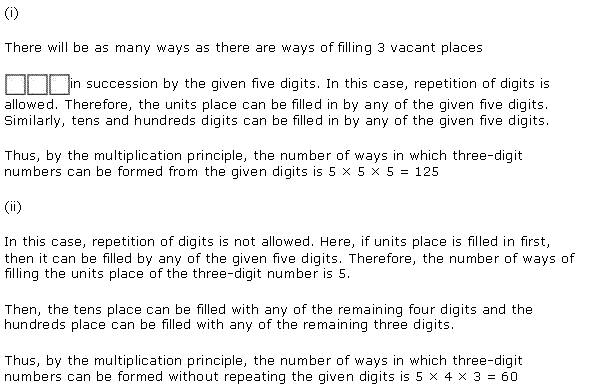 (i)
There will be as many ways as there are ways of filling 3 vacant places
in succession by the given five digits. In this case, repetition of digits is
allowed. Therefore, the units place can be filled in by any of the given five digits.
Similarly, tens and hundreds digits can be filled in by any of the given five digits.
Thus, by the multiplication principle, the number of ways in which three-digit
numbers can be formed from the given digits is 5 × 5 × 5 = 125
(ii)
In this case, repetition of digits is not allowed. Here, if units place is filled in first,
then it can be filled by any of the given five digits. Therefore, the number of ways of
filling the units place of the three-digit number is 5.
Then, the tens place can be filled with any of the remaining four digits and the
hundreds place can be filled with any of the remaining three digits.
Thus, by the multiplication principle, the number of ways in which three-digit
numbers can be formed without repeating the given digits is 5 × 4 × 3 = 60